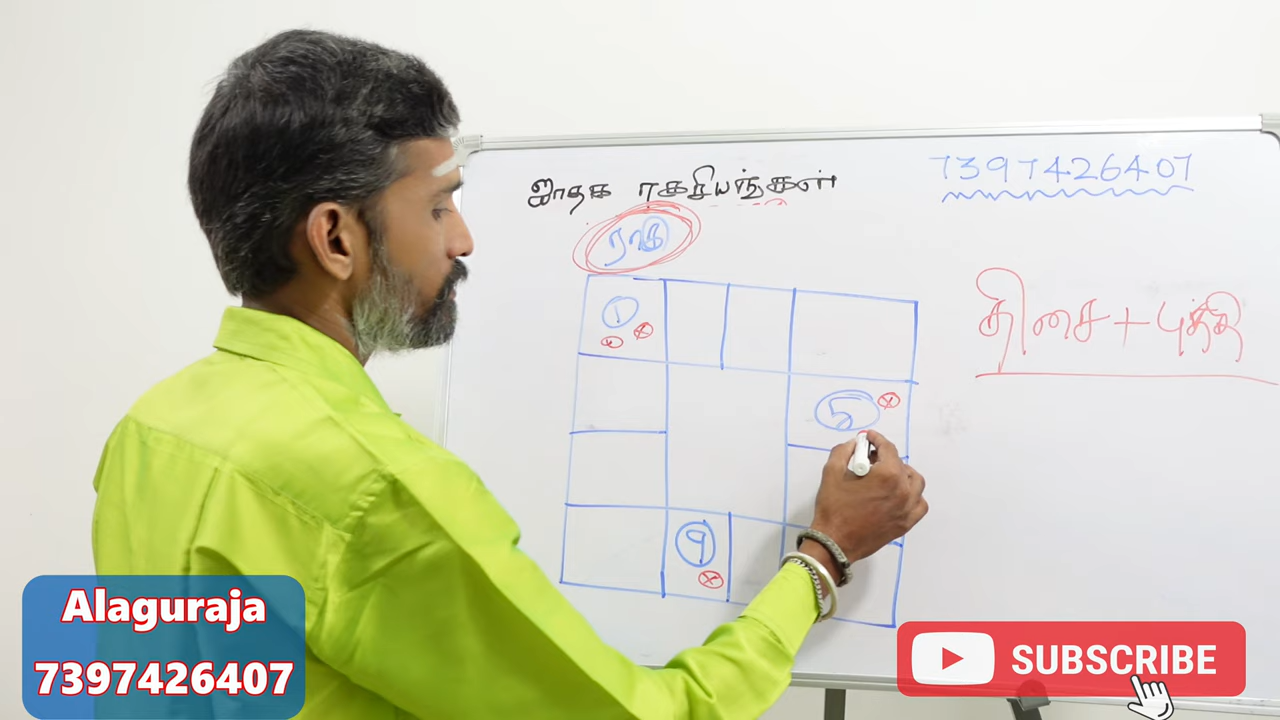 ஜாதக ரகசியங்கள்
7397426407
ராகு
திசை + புத்தி
1
5
9
Alaguraja
7397426407
SUBSCRIBE